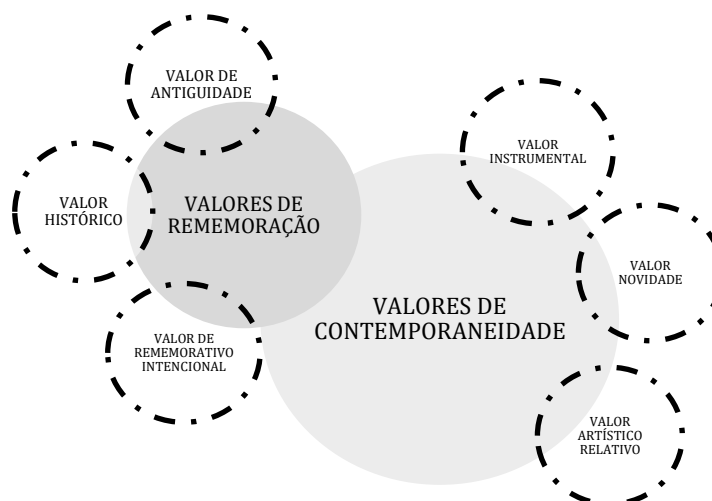 VALOR DE
ANTIGUIDADE
VALOR
HISTÓRICO
VALORES DE
REMEMORAÇÃO
VALOR DE
REMEMORATIVO
INTENCIONAL
VALOR
INSTRUMENTAL
VALOR
NOVIDADE
VALORES DE
CONTEMPORANEIDADE
VALOR
ARTÍSTICO
RELATIVO